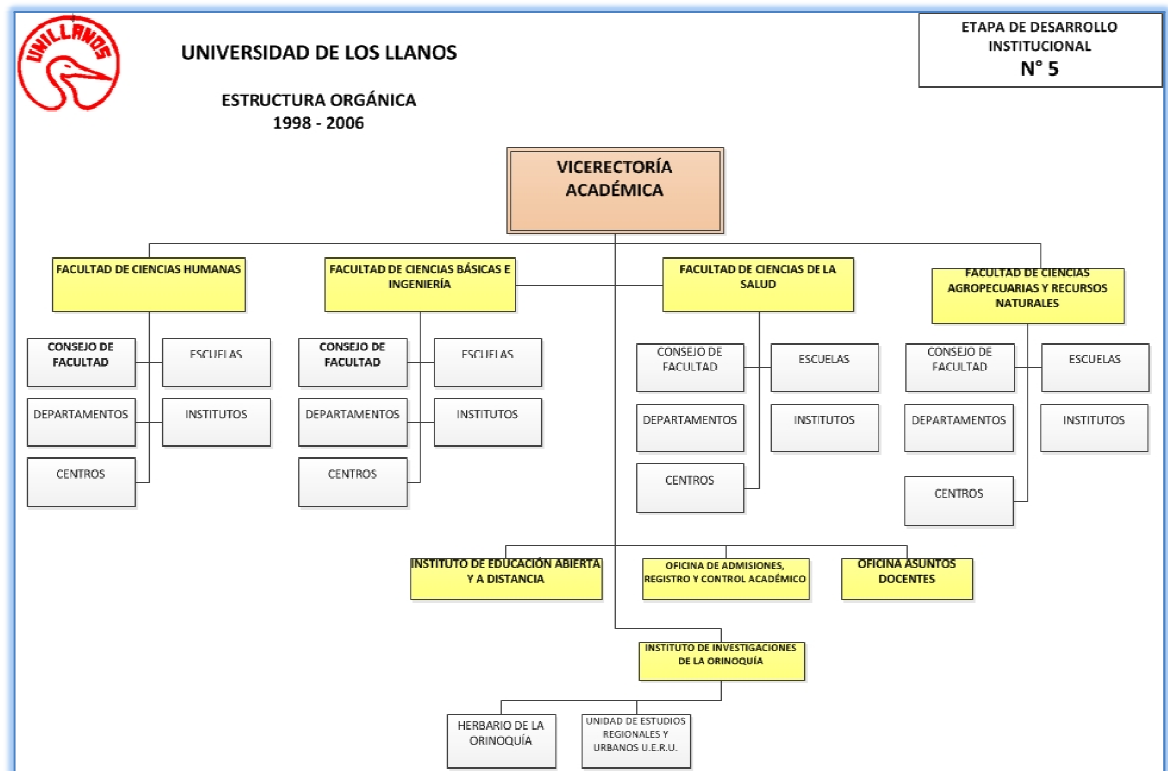 UNILLANOS
UNIVERSIDAD DE LOS LLANOS
ESTRUCTURA ORGÁNICA
1998 - 2006
ETAPA DE DESARROLLO
INSTITUCIONAL
N° 5
VICERECTORÍA
ACADÉMICA
FACULTAD DE CIENCIAS HUMANAS
FACULTAD DE CIENCIAS BÁSICAS E
INGENIERÍA
FACULTAD DE CIENCIAS DE LA
SALUD
FACULTAD DE CIENCIAS
AGROPECUARIAS Y RECURSOS
NATURALES
CONSEJO DE
FACULTAD
ESCUELAS
DEPARTAMENTOS
INSTITUTOS
CENTROS
CONSEJO DE
FACULTAD
ESCUELAS
DEPARTAMENTOS
INSTITUTOS
CENTROS
CONSEJO DE
FACULTAD
ESCUELAS
DEPARTAMENTOS
INSTITUTOS
CENTROS
CONSEJO DE
FACULTAD
ESCUELAS
DEPARTAMENTOS
INSTITUTOS
CENTROS
INSTITUTO DE EDUCACIÓN ABIERTA
Y A DISTANCIA
OFICINA DE ADMISIONES,
REGISTRO Y CONTROL ACADÉMICO
OFICINA ASUNTOS
DOCENTES
INSTITUTO DE INVESTIGACIONES
DE LA ORINOQUÍA
HERBARIO DE LA
ORINOQUÍA
UNIDAD DE ESTUDIOS
REGIONALES Y
URBANOS U.E.R.U.